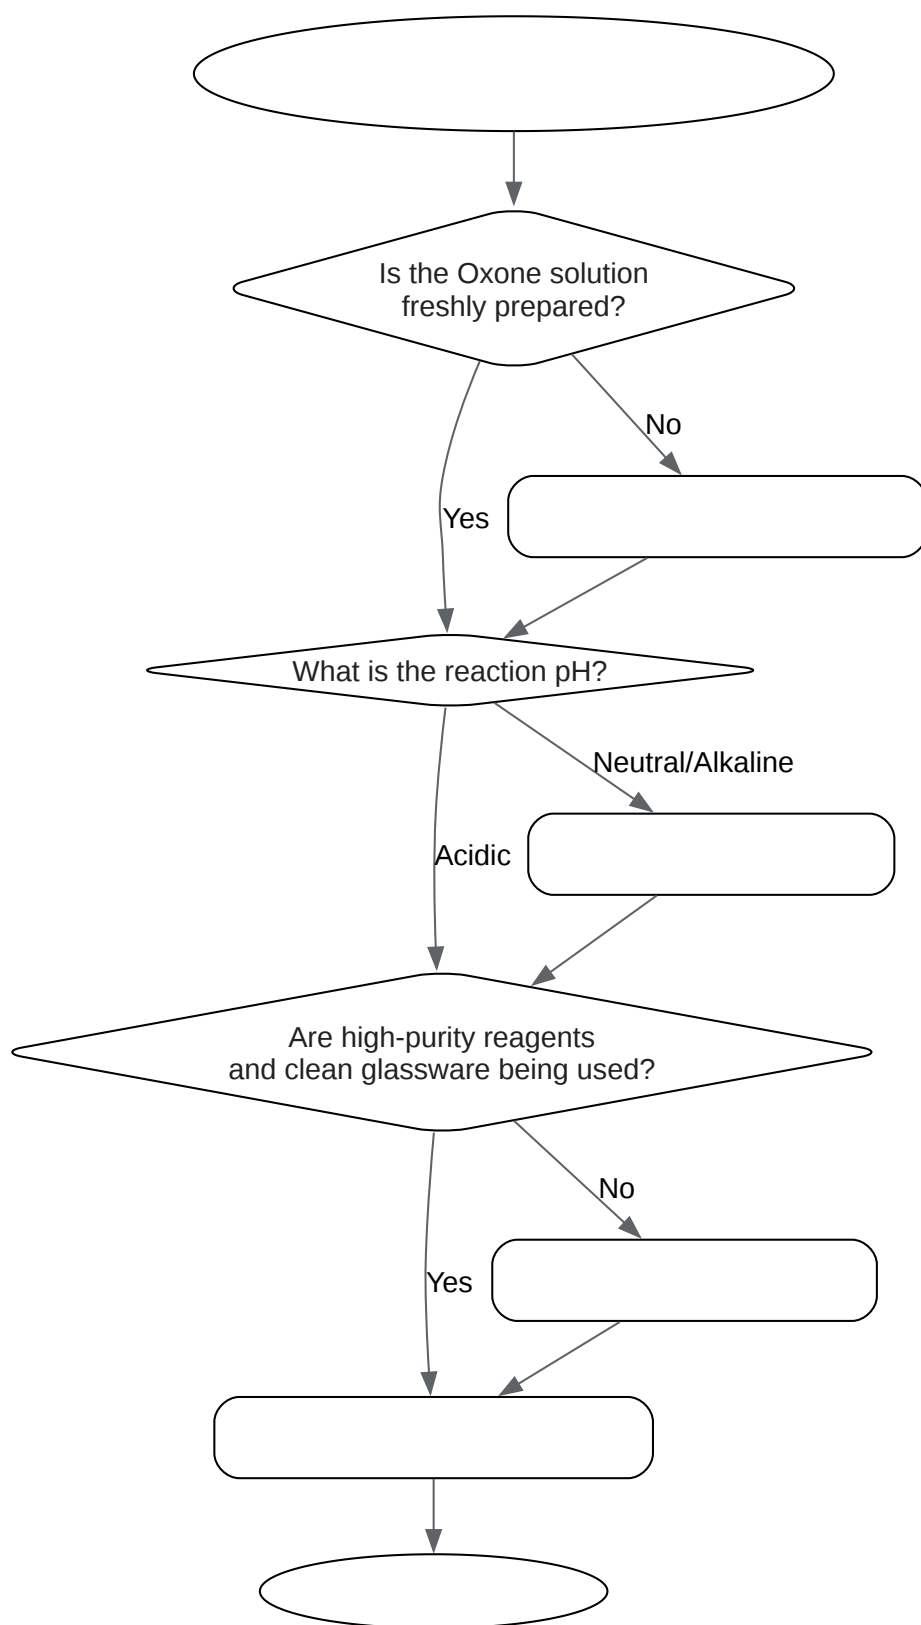 Is the Oxone solution
freshly prepared?
No
Yes
What is the reaction pH?
Neutral/Alkaline
Acidic
Are high-purity reagents
and clean glassware being used?
No
Yes